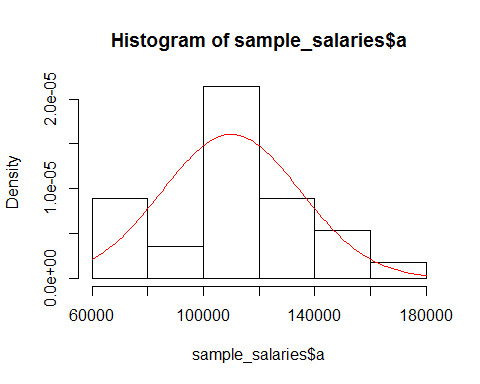 Histogram of sample_salaries$a
Density
2.0e-05
1.0e-05
0.0e+00
60000 100000 140000 180000
sample_salaries$a